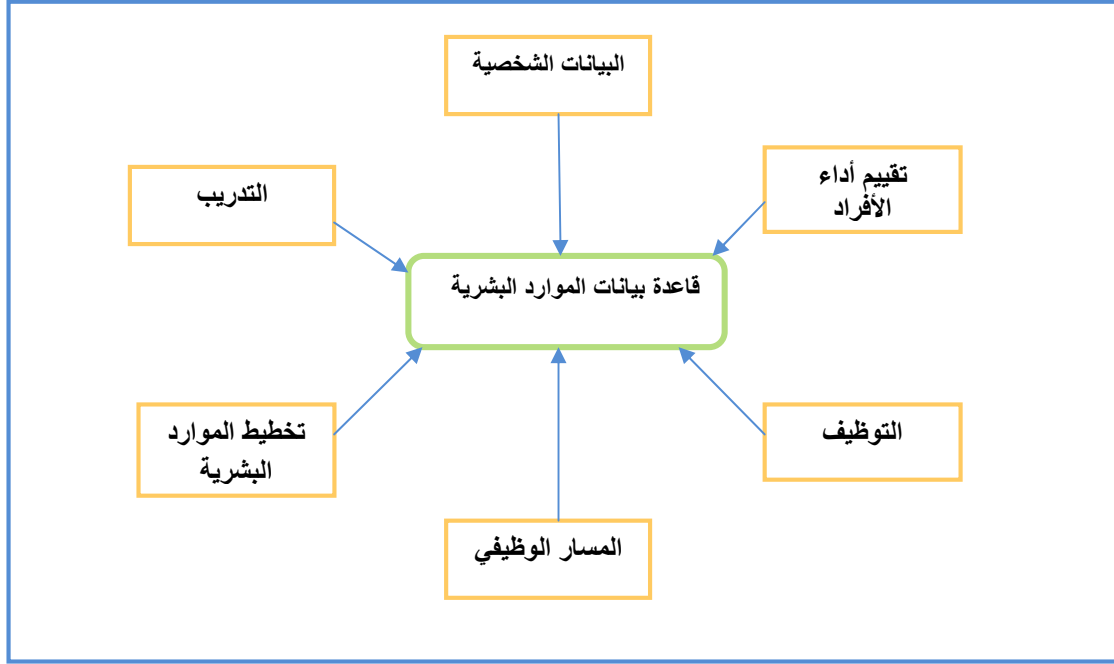 البيانات الشخصية
تقييم أداء
الأفراد
التدريب
قاعدة بيانات الموارد البشرية
التوظيف
تخطيط الموارد
البشرية
المسار الوظيفي